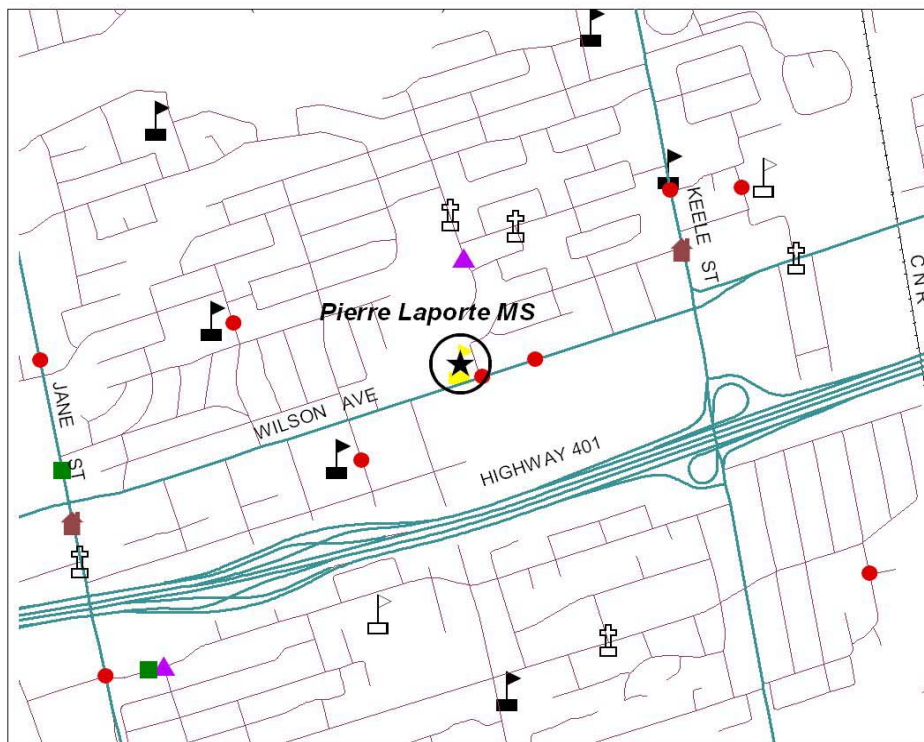 KEELE ST
CNR
Pierre Laporte MS
JANE ST
WILSON AVE
HIGHWAY 401